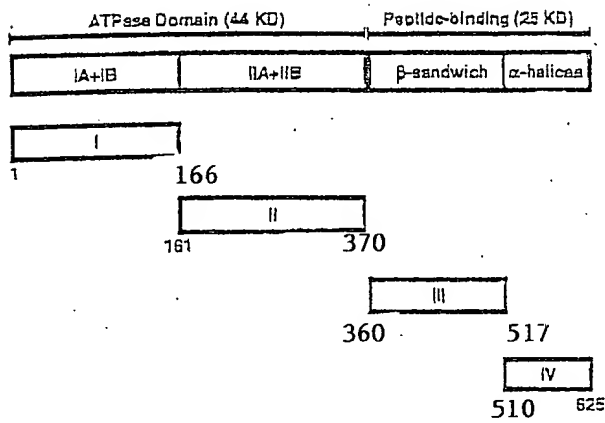 ATPase Domain (44 KD) Peptide-binding (25 KD)
IA+IB IIA+IIB β-sandwich α-helices
I
1 166
II
161 370
III
360 517
IV
510 625